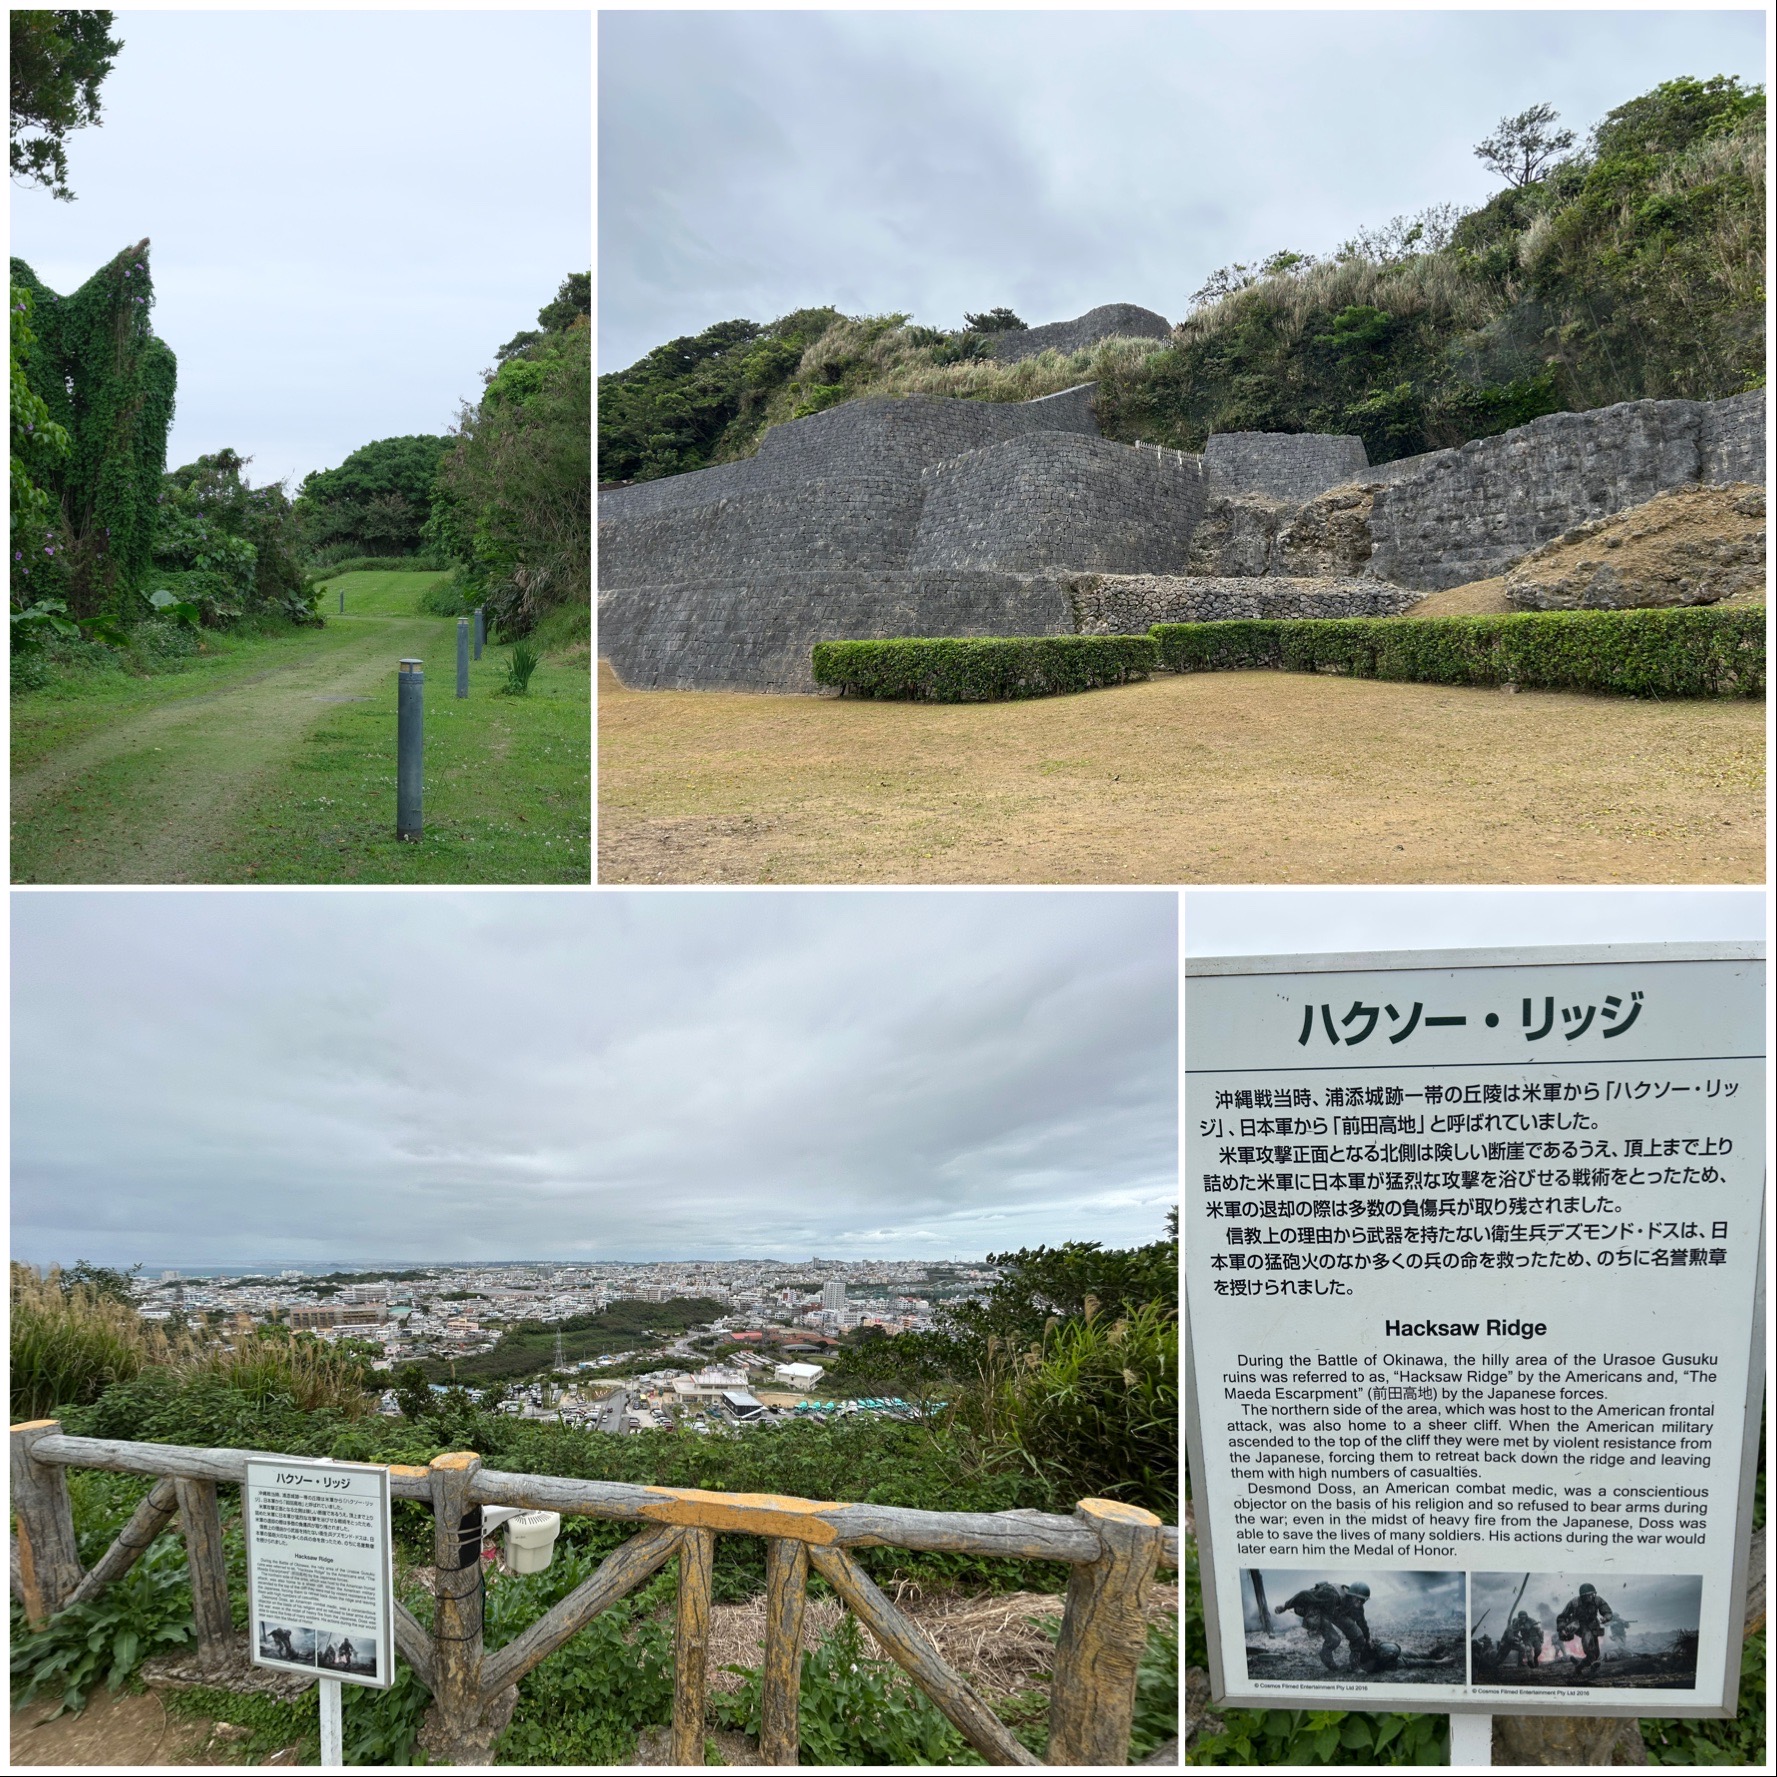 ハクソー・リッジ
Hacksaw Ridge
ハクソー・リッジ
沖縄戦当時、浦添城跡一帯の丘陵は米軍から「ハクソー・リッ
ジ」、日本軍から「前田高地」と呼ばれていました。
米軍攻撃正面となる北側は険しい断崖であるうえ、頂上まで上り
詰めた米軍に日本軍が猛烈な攻撃を浴びせる戦術をとったため、
米軍の退却の際は多数の負傷兵が取り残されました。
信教上の理由から武器を持たない衛生兵デズモンド・ドスは、日
本軍の猛砲火のなか多くの兵の命を救ったため、のちに名誉勲章
を授けられました。
Hacksaw Ridge
During the Battle of Okinawa, the hilly area of the Urasoe Gusuku
ruins was referred to as, “Hacksaw Ridge” by the Americans and, “The
Maeda Escarpment” (前田高地) by the Japanese forces.
The northern side of the area, which was host to the American frontal
attack, was also home to a sheer cliff. When the American military
ascended to the top of the cliff they were met by violent resistance from
the Japanese, forcing them to retreat back down the ridge and leaving
them with high numbers of casualties.
Desmond Doss, an American combat medic, was a conscientious
objector on the basis of his religion and so refused to bear arms during
the war; even in the midst of heavy fire from the Japanese, Doss was
able to save the lives of many soldiers. His actions during the war would
later earn him the Medal of Honor.
© Cosmos Filmed Entertainment Pty Ltd 2016
© Cosmos Filmed Entertainment Pty Ltd 2016